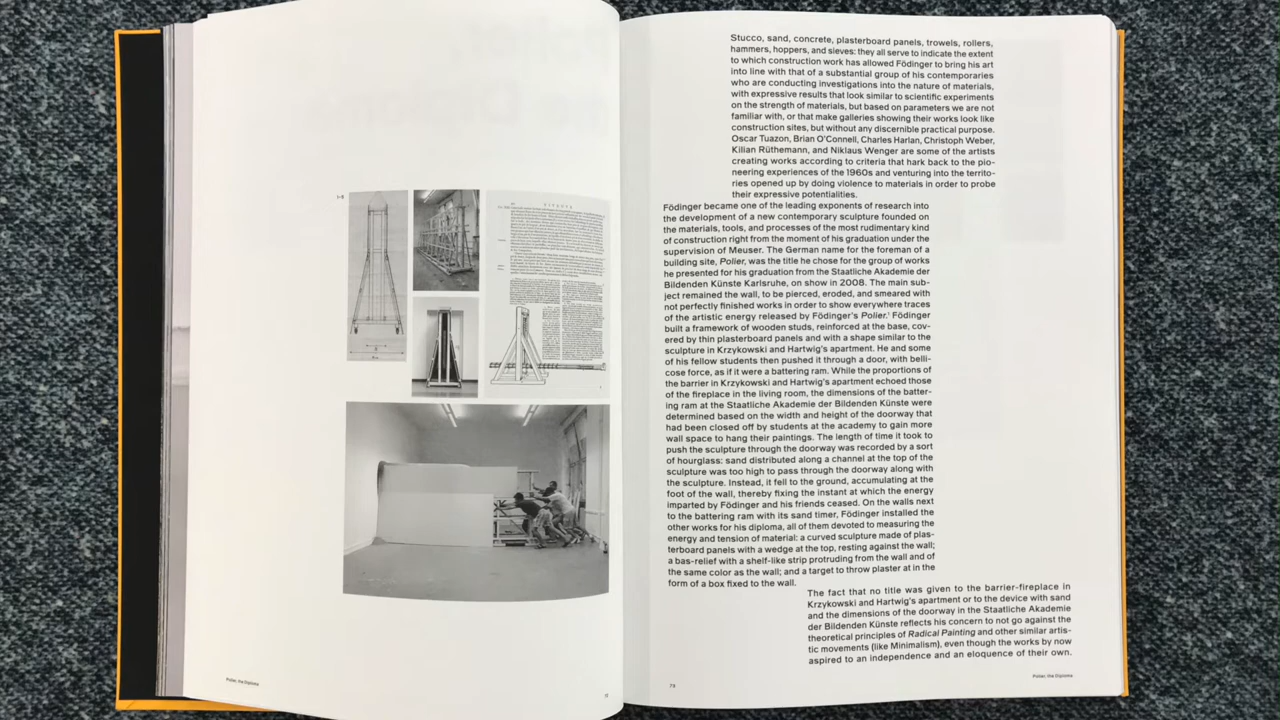 1–5
Polier, the Diploma
Stucco, sand, concrete, plasterboard panels, trowels, rollers,
hammers, hoppers, and sieves: they all serve to indicate the extent
to which construction work has allowed Födinger to bring his art
into line with that of a substantial group of his contemporaries
who are conducting investigations into the nature of materials,
with expressive results that look similar to scientific experiments
on the strength of materials, but based on parameters we are not
familiar with, or that make galleries showing their works look like
construction sites, but without any discernible practical purpose.
Oscar Tuazon, Brian O’Connell, Charles Harlan, Christoph Weber,
Kilian Rüthemann, and Niklaus Wenger are some of the artists
creating works according to criteria that hark back to the pio-
neering experiences of the 1960s and venturing into the territo-
ries opened up by doing violence to materials in order to probe
their expressive potentialities.
Födinger became one of the leading exponents of research into
the development of a new contemporary sculpture founded on
the materials, tools, and processes of the most rudimentary kind
of construction right from the moment of his graduation under the
supervision of Meuser. The German name for the foreman of a
building site, Polier, was the title he chose for the group of works
he presented for his graduation from the Staatliche Akademie der
Bildenden Künste Karlsruhe, on show in 2008. The main sub-
ject remained the wall, to be pierced, eroded, and smeared with
not perfectly finished works in order to show everywhere traces
of the artistic energy released by Födinger’s Polier.¹ Födinger
built a framework of wooden studs, reinforced at the base, cov-
ered by thin plasterboard panels and with a shape similar to the
sculpture in Krzykowski and Hartwig’s apartment. He and some
of his fellow students then pushed it through a door, with belli-
cose force, as if it were a battering ram. While the proportions of
the barrier in Krzykowski and Hartwig’s apartment echoed those
of the fireplace in the living room, the dimensions of the batter-
ing ram at the Staatliche Akademie der Bildenden Künste were
determined based on the width and height of the doorway that
had been closed off by students at the academy to gain more
wall space to hang their paintings. The length of time it took to
push the sculpture through the doorway was recorded by a sort
of hourglass: sand distributed along a channel at the top of the
sculpture was too high to pass through the doorway along with
the sculpture. Instead, it fell to the ground, accumulating at the
foot of the wall, thereby fixing the instant at which the energy
imparted by Födinger and his friends ceased. On the walls next
to the battering ram with its sand timer, Födinger installed the
other works for his diploma, all of them devoted to measuring the
energy and tension of material: a curved sculpture made of plas-
terboard panels with a wedge at the top, resting against the wall;
a bas-relief with a shelf-like strip protruding from the wall and of
the same color as the wall; and a target to throw plaster at in the
form of a box fixed to the wall.
The fact that no title was given to the barrier-fireplace in
Krzykowski and Hartwig’s apartment or to the device with sand
and the dimensions of the doorway in the Staatliche Akademie
der Bildenden Künste reflects his concern to not go against the
theoretical principles of Radical Painting and other similar artis-
tic movements (like Minimalism), even though the works by now
aspired to an independence and an eloquence of their own.
Polier, the Diploma